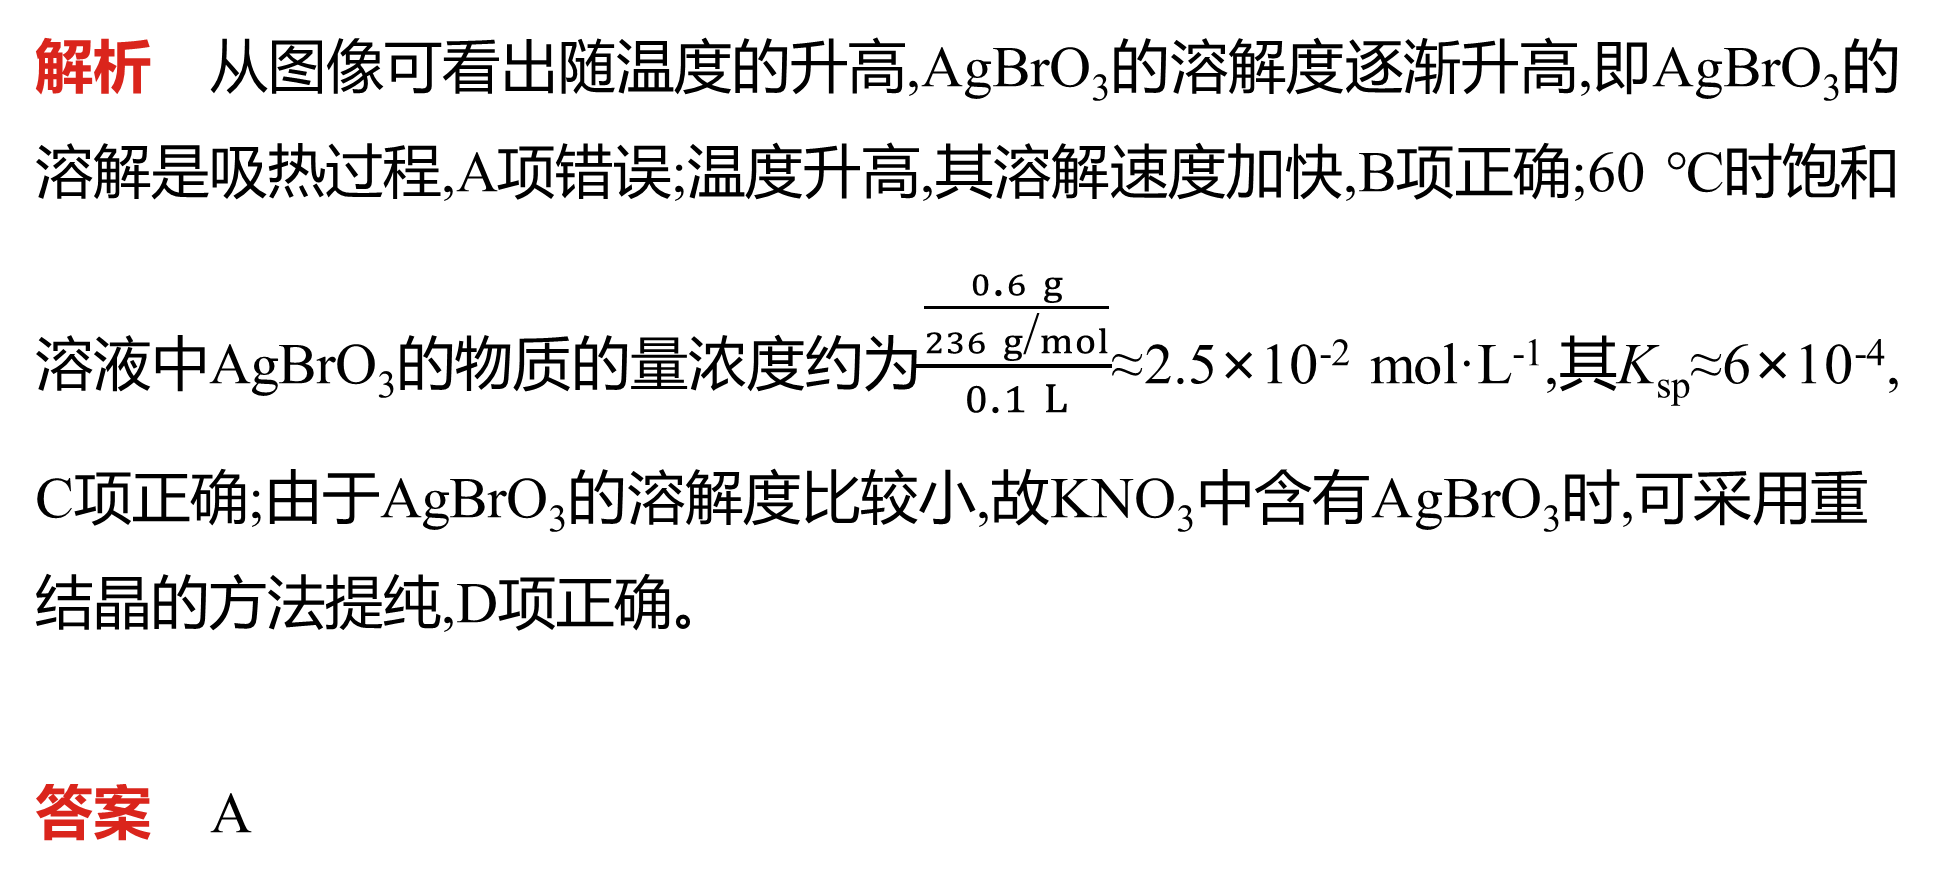 解析 从图像可看出随温度的升高,AgBrO₃的溶解度逐渐升高,即AgBrO₃的
溶解是吸热过程,A项错误;温度升高,其溶解速度加快,B项正确;60 ℃时饱和
溶液中AgBrO₃的物质的量浓度约为$\frac{\frac{0.6\ g}{236\ g/mol}}{0.1\ L}$≈2.5×10⁻² mol·L⁻¹,其Kₛₚ≈6×10⁻⁴,
C项正确;由于AgBrO₃的溶解度比较小,故KNO₃中含有AgBrO₃时,可采用重
结晶的方法提纯,D项正确。
答案 A